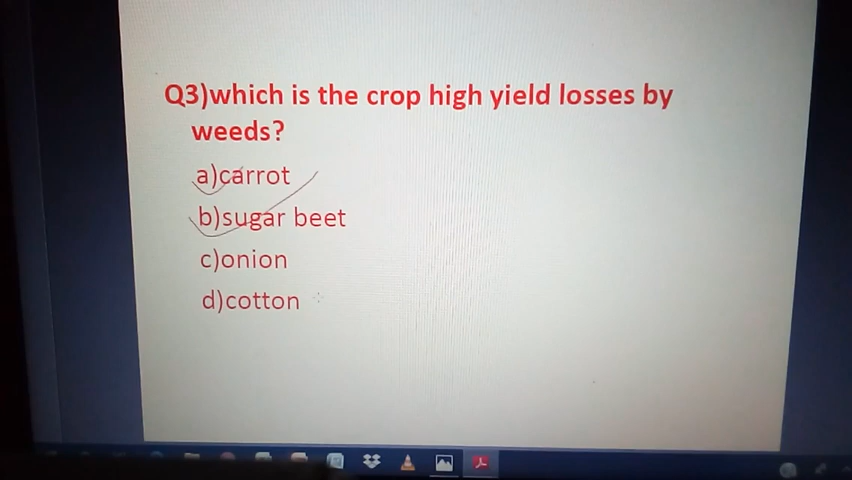 Q3)which is the crop high yield losses by
weeds?
a)carrot
b)sugar beet
c)onion
d)cotton